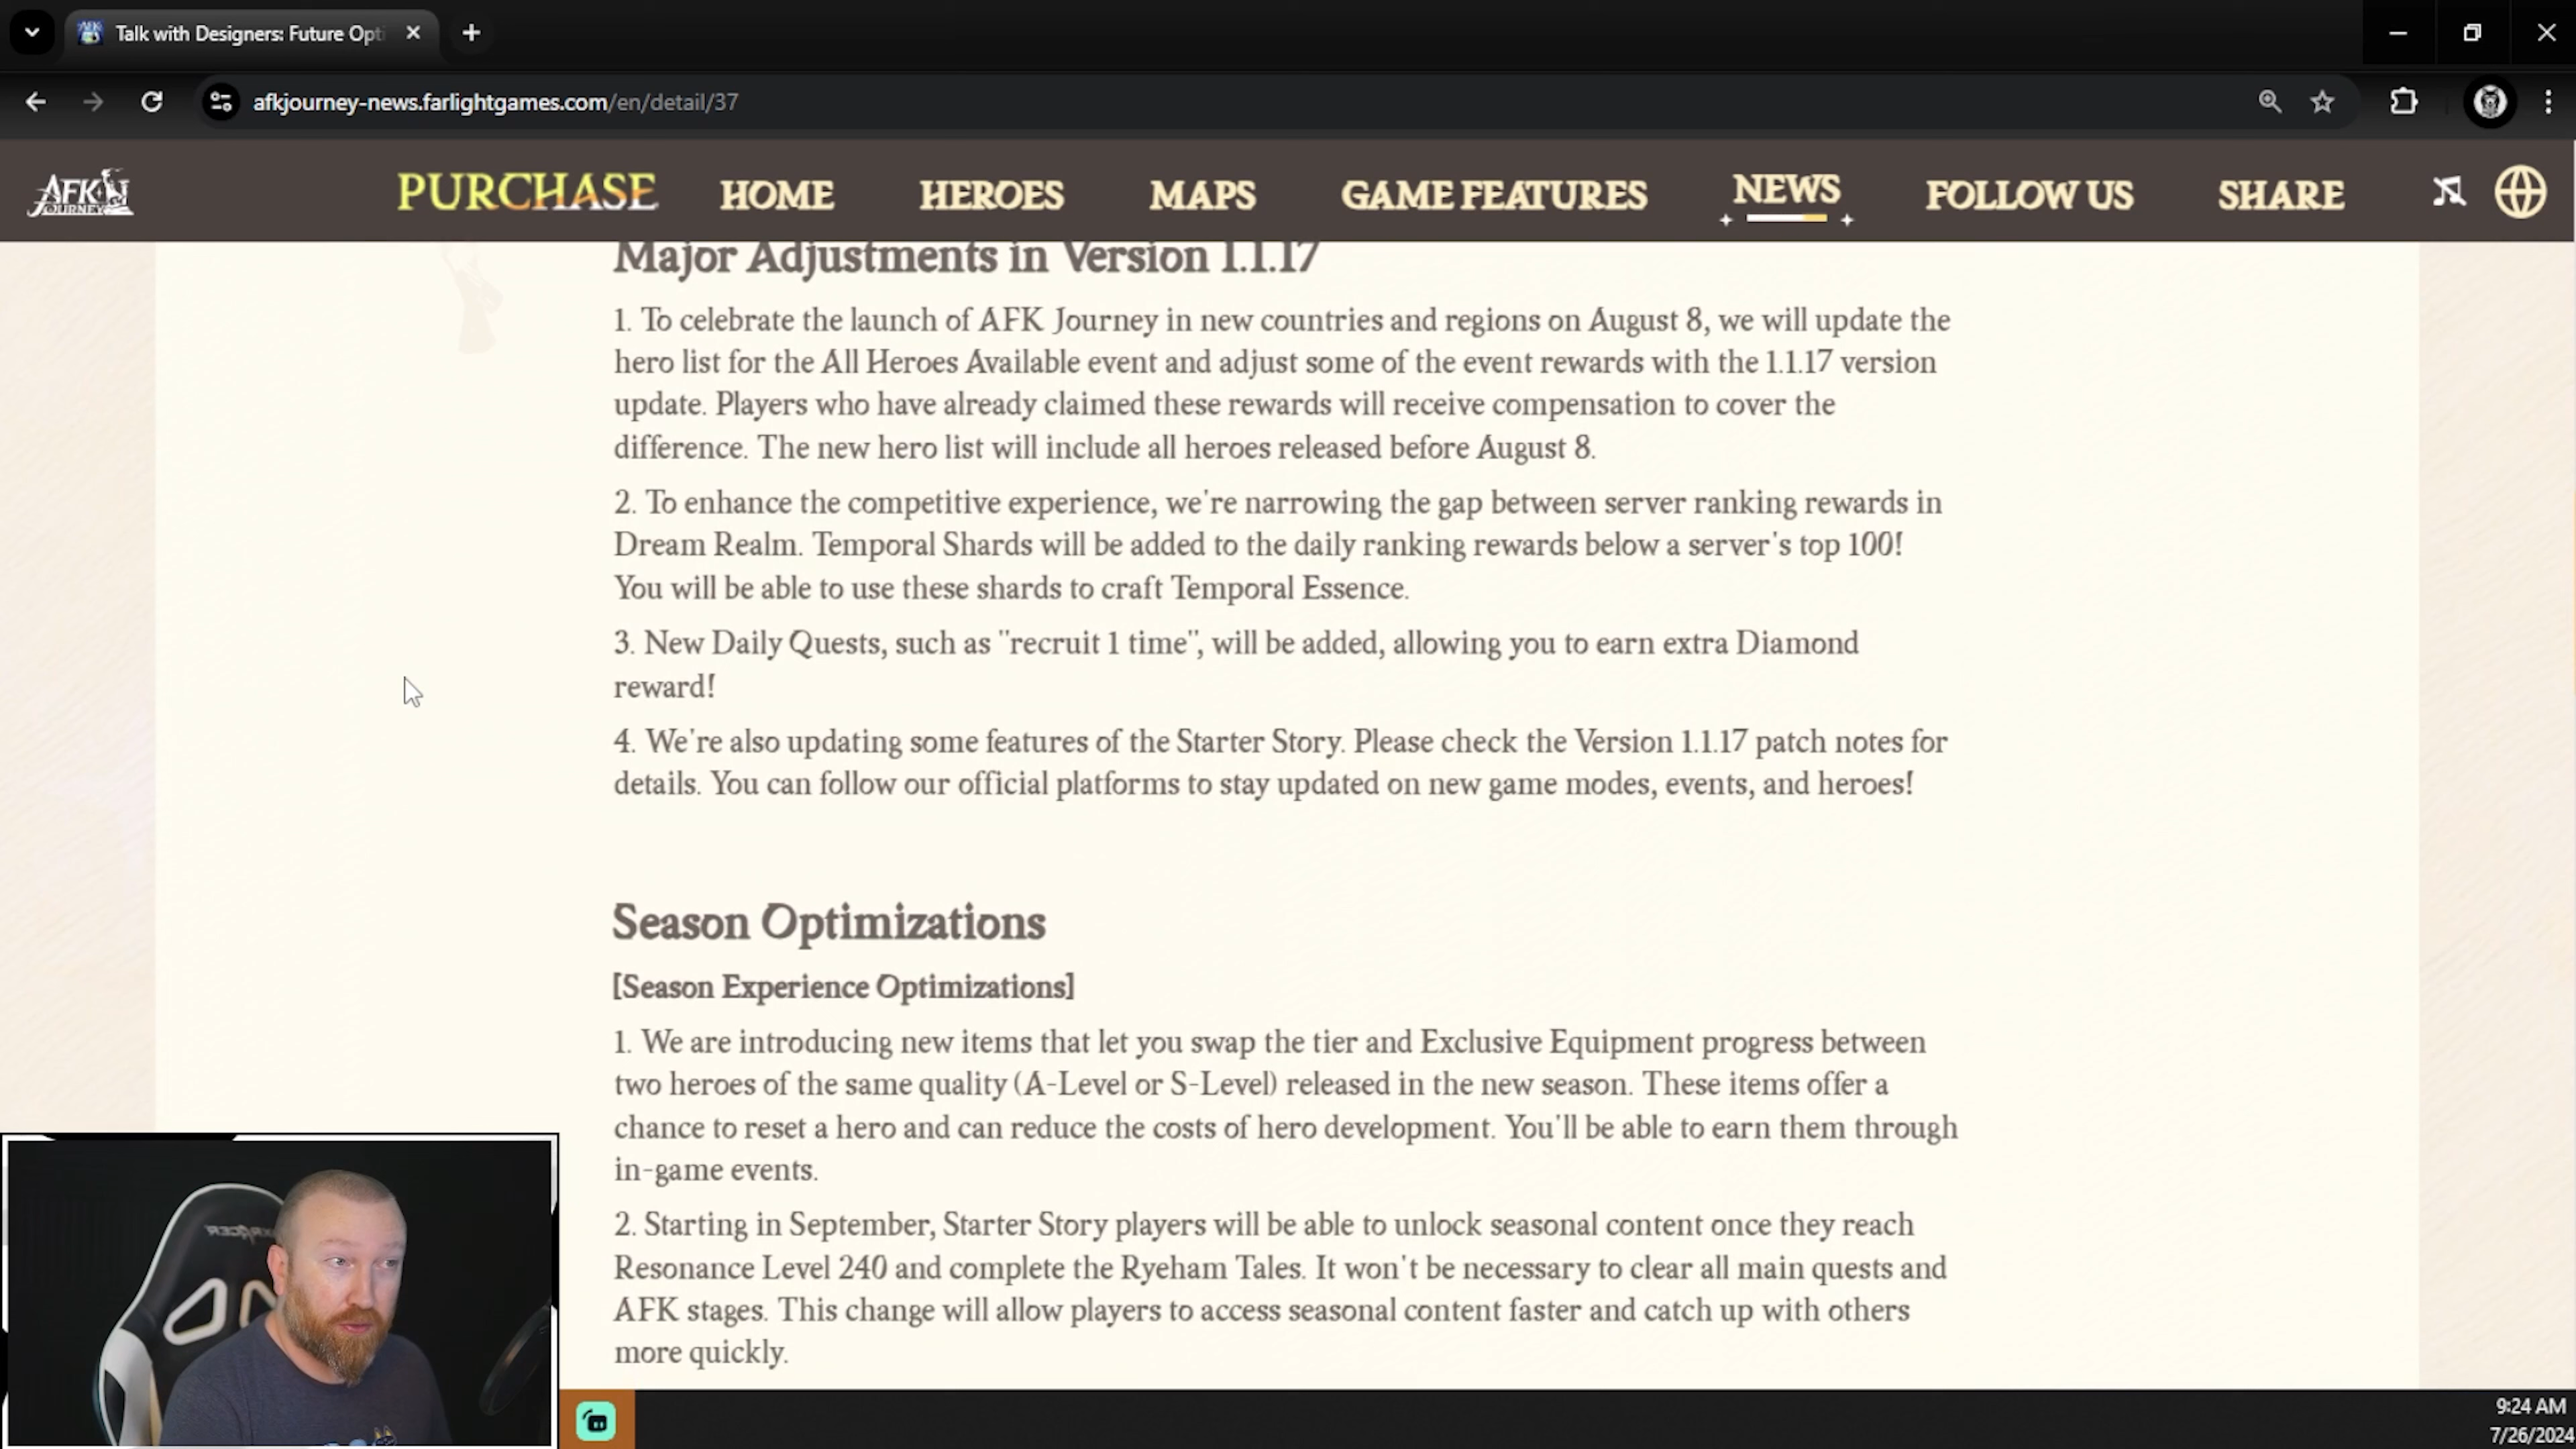 Talk with Designers: Future Opti
afkjourney-news.farlightgames.com/en/detail/37
AFK JOURNEY
PURCHASE HOME HEROES MAPS GAME FEATURES NEWS FOLLOW US SHARE
Major Adjustments in Version 1.1.17
1. To celebrate the launch of AFK Journey in new countries and regions on August 8, we will update the
hero list for the All Heroes Available event and adjust some of the event rewards with the 1.1.17 version
update. Players who have already claimed these rewards will receive compensation to cover the
difference. The new hero list will include all heroes released before August 8.
2. To enhance the competitive experience, we're narrowing the gap between server ranking rewards in
Dream Realm. Temporal Shards will be added to the daily ranking rewards below a server's top 100!
You will be able to use these shards to craft Temporal Essence.
3. New Daily Quests, such as "recruit 1 time", will be added, allowing you to earn extra Diamond
reward!
4. We're also updating some features of the Starter Story. Please check the Version 1.1.17 patch notes for
details. You can follow our official platforms to stay updated on new game modes, events, and heroes!
Season Optimizations
[Season Experience Optimizations]
1. We are introducing new items that let you swap the tier and Exclusive Equipment progress between
two heroes of the same quality (A-Level or S-Level) released in the new season. These items offer a
chance to reset a hero and can reduce the costs of hero development. You'll be able to earn them through
in-game events.
2. Starting in September, Starter Story players will be able to unlock seasonal content once they reach
Resonance Level 240 and complete the Ryeham Tales. It won't be necessary to clear all main quests and
AFK stages. This change will allow players to access seasonal content faster and catch up with others
more quickly.
9:24 AM
7/26/2024